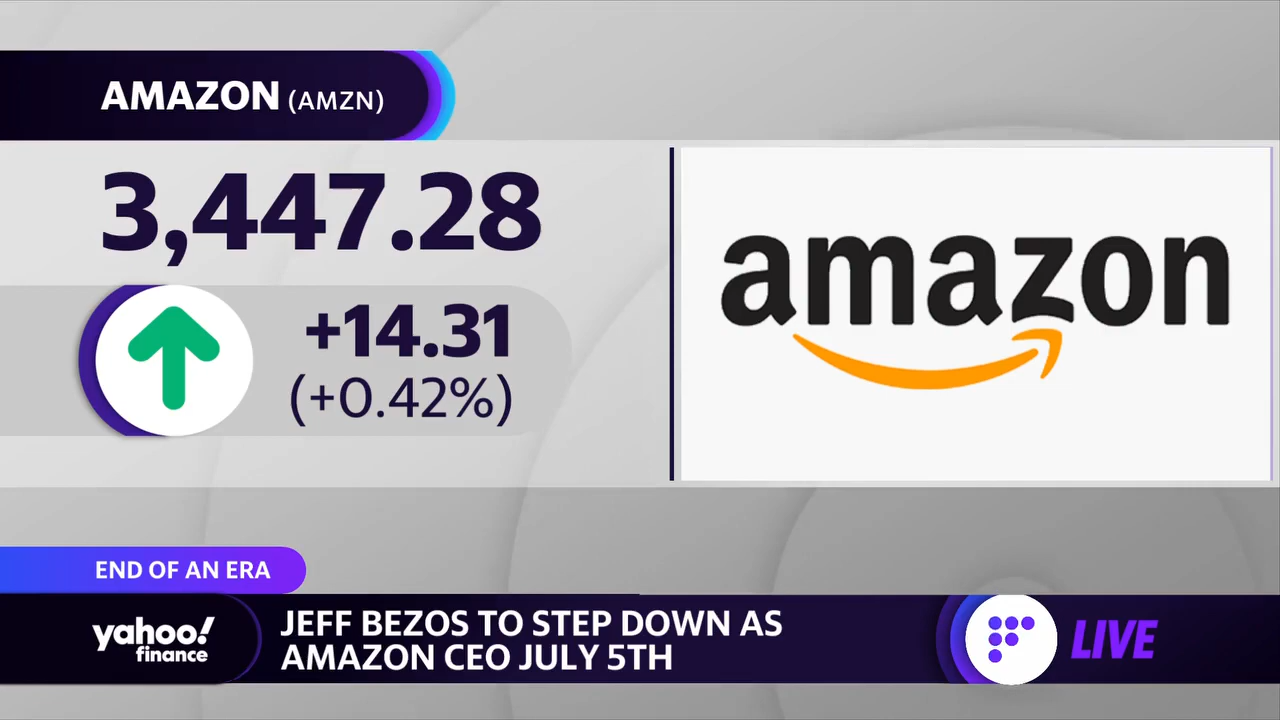 AMAZON (AMZN)
3,447.28
+14.31
(+0.42%)
amazon
END OF AN ERA
yahoo!
finance
JEFF BEZOS TO STEP DOWN AS
AMAZON CEO JULY 5TH
LIVE